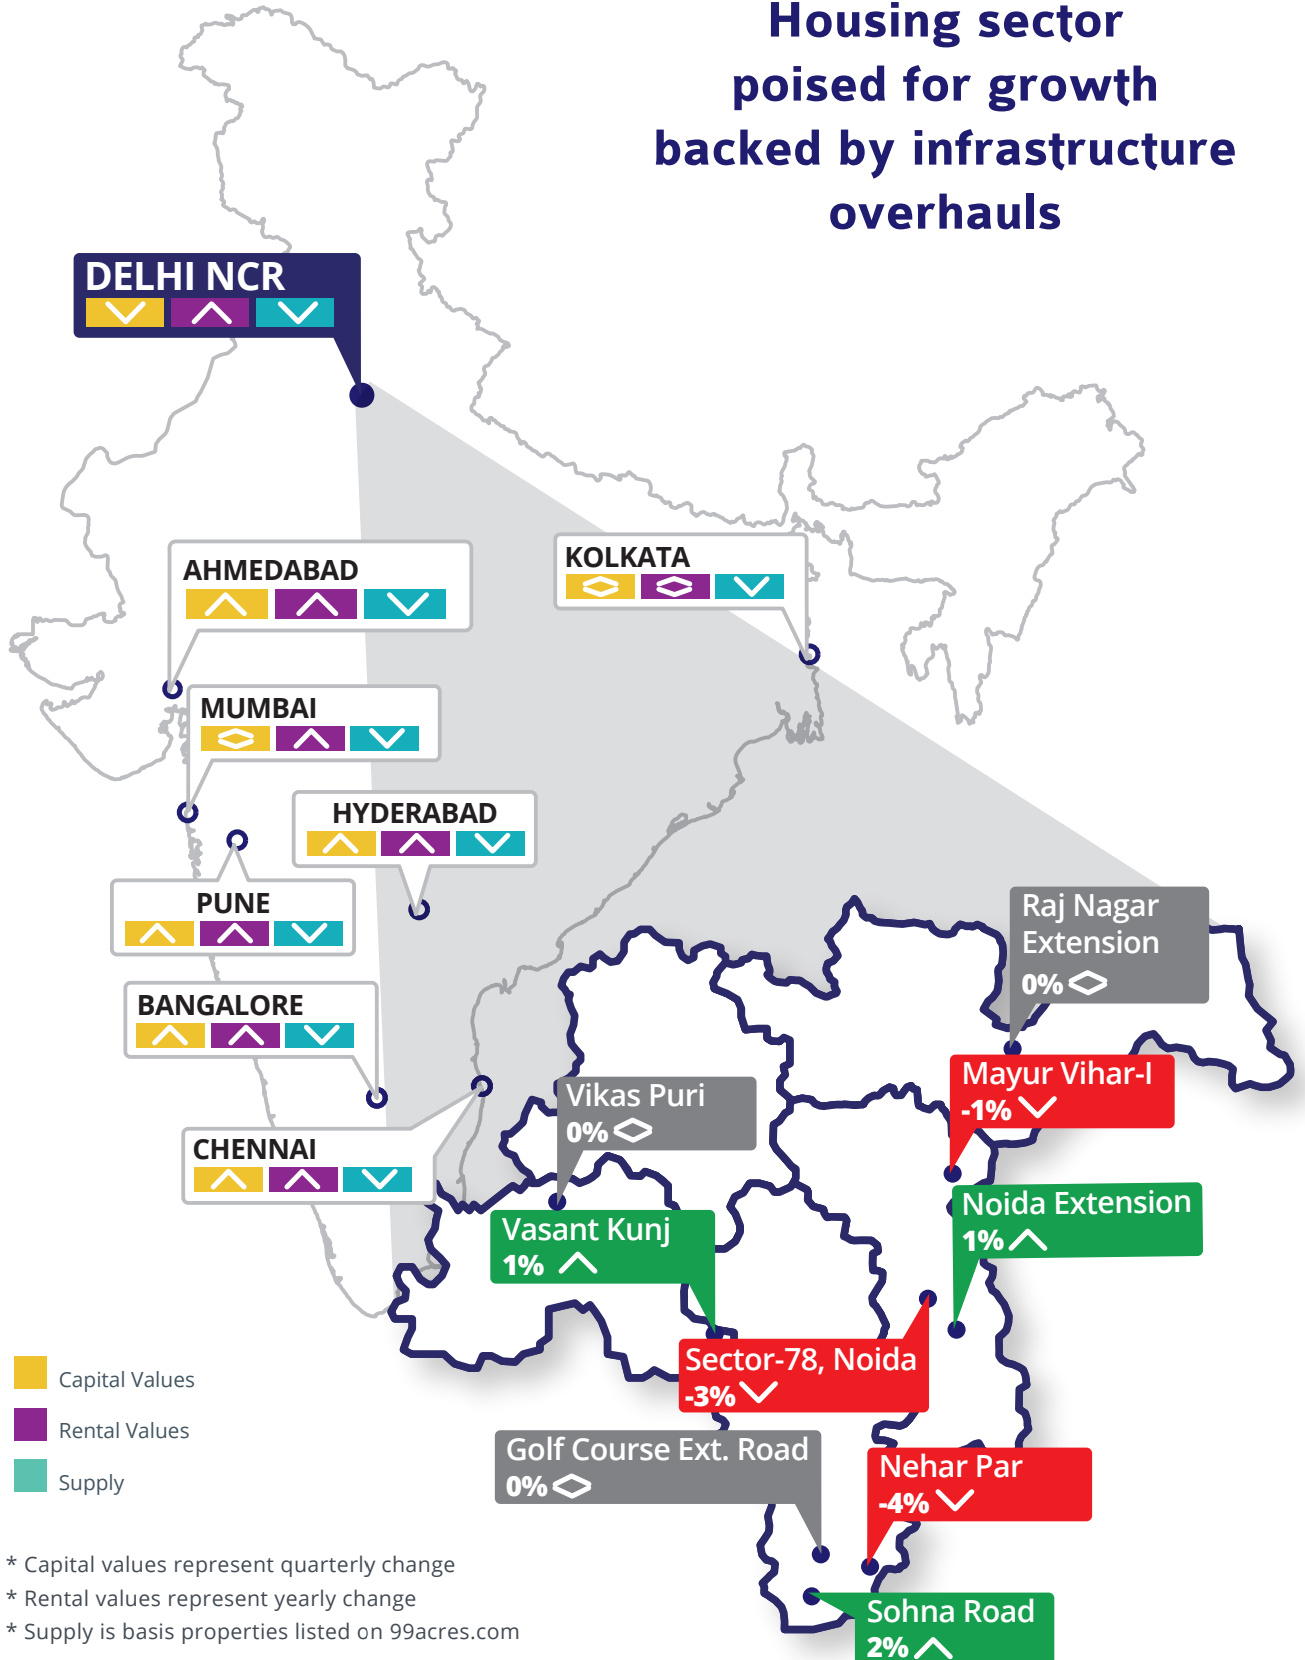 Housing sector
poised for growth
backed by infrastructure
overhauls
DELHI NCR
AHMEDABAD
KOLKATA
MUMBAI
HYDERABAD
PUNE
BANGALORE
CHENNAI
Raj Nagar
Extension
0%
Mayur Vihar-I
-1%
Vikas Puri
0%
Noida Extension
1%
Vasant Kunj
1%
Sector-78, Noida
-3%
Golf Course Ext. Road
0%
Nehar Par
-4%
Sohna Road
2%
Capital Values
Rental Values
Supply
* Capital values represent quarterly change
* Rental values represent yearly change
* Supply is basis properties listed on 99acres.com